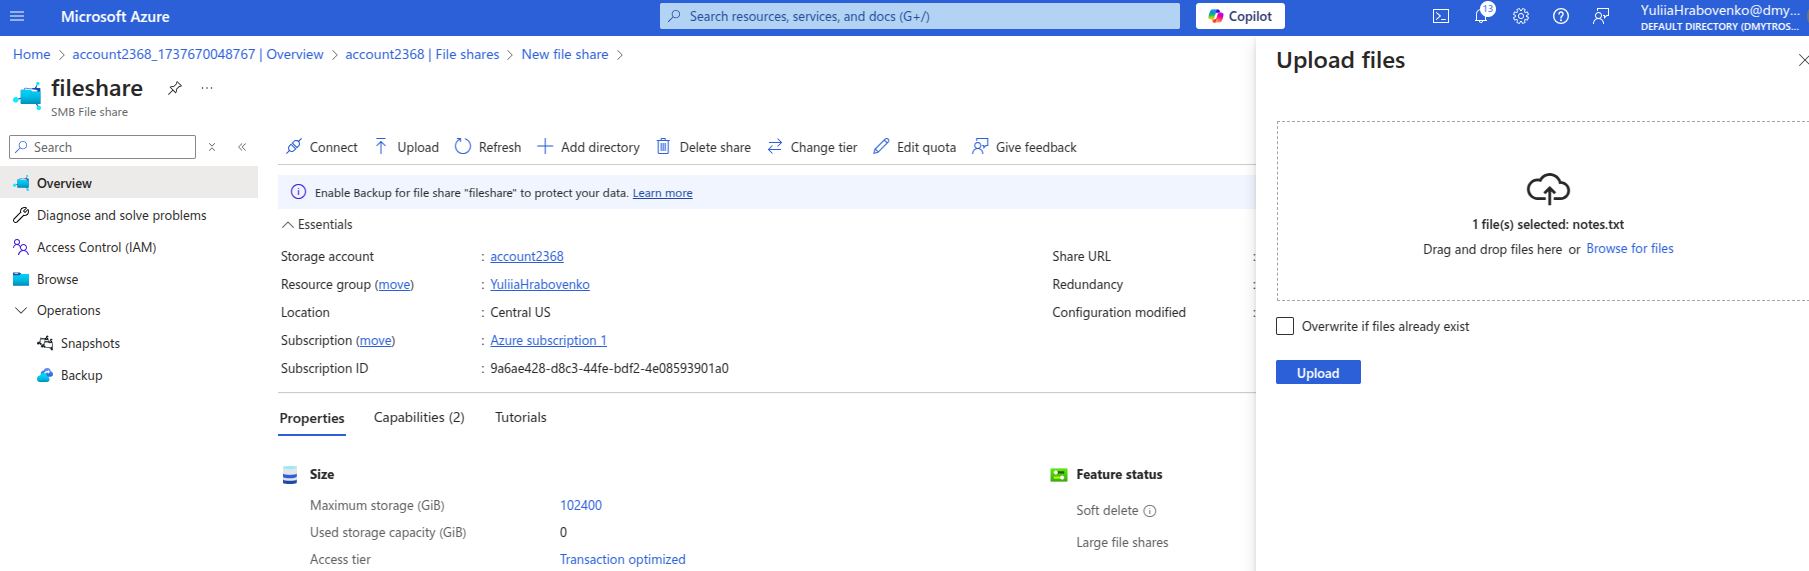 Microsoft Azure
Search resources, services, and docs (G+/)
Copilot
13
YuliiaHrabovenko@dmy...
DEFAULT DIRECTORY (DMYTROS...
Home > account2368_1737670048767 | Overview > account2368 | File shares > New file share >
fileshare
...
SMB File share
Search
Overview
Diagnose and solve problems
Access Control (IAM)
Browse
Operations
Snapshots
Backup
Connect
Upload
Refresh
Add directory
Delete share
Change tier
Edit quota
Give feedback
Enable Backup for file share "fileshare" to protect your data. Learn more
Essentials
Storage account : account2368
Resource group (move) : YuliiaHrabovenko
Location : Central US
Subscription (move) : Azure subscription 1
Subscription ID : 9a6ae428-d8c3-44fe-bdf2-4e08593901a0
Share URL :
Redundancy :
Configuration modified :
Properties
Capabilities (2)
Tutorials
Size
Maximum storage (GiB) 102400
Used storage capacity (GiB) 0
Access tier Transaction optimized
Feature status
Soft delete
Large file shares
Upload files
1 file(s) selected: notes.txt
Drag and drop files here or Browse for files
Overwrite if files already exist
Upload